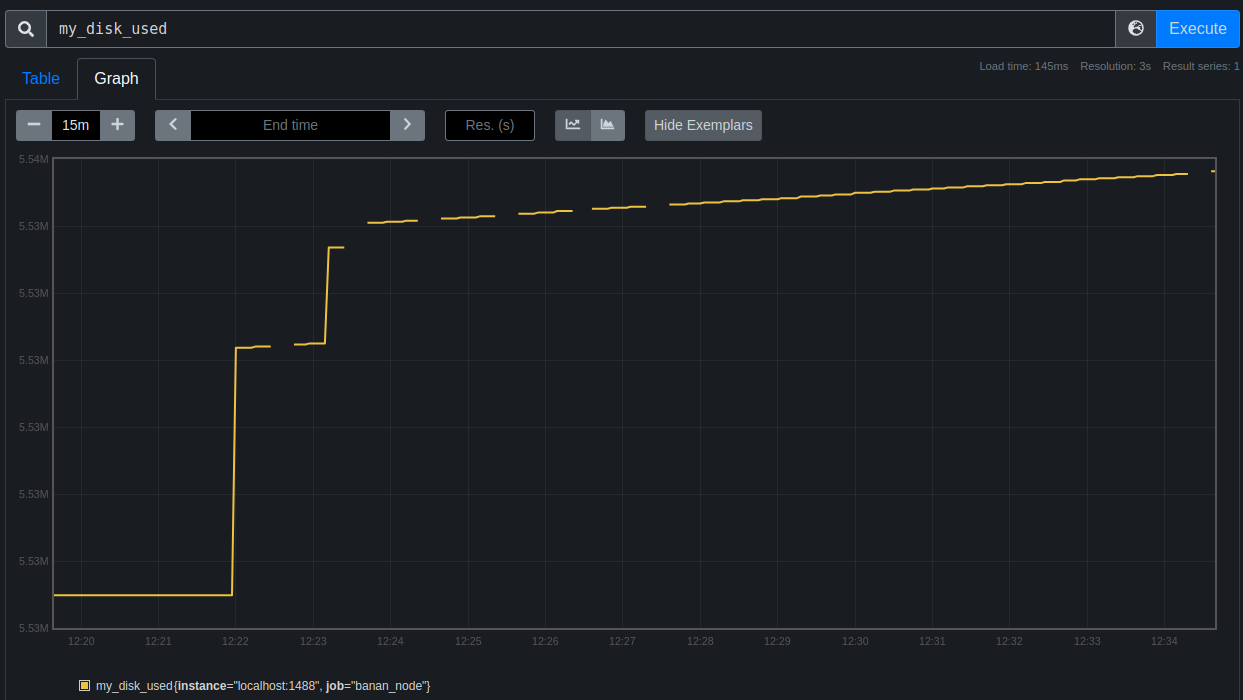 my_disk_used
Execute
Table
Graph
Load time: 145ms Resolution: 3s Result series: 1
15m
End time
Res. (s)
Hide Exemplars
5.54M
5.53M
5.53M
5.53M
5.53M
5.53M
5.53M
5.53M
12:20 12:21 12:22 12:23 12:24 12:25 12:26 12:27 12:28 12:29 12:30 12:31 12:32 12:33 12:34
my_disk_used{instance="localhost:1488", job="banan_node"}